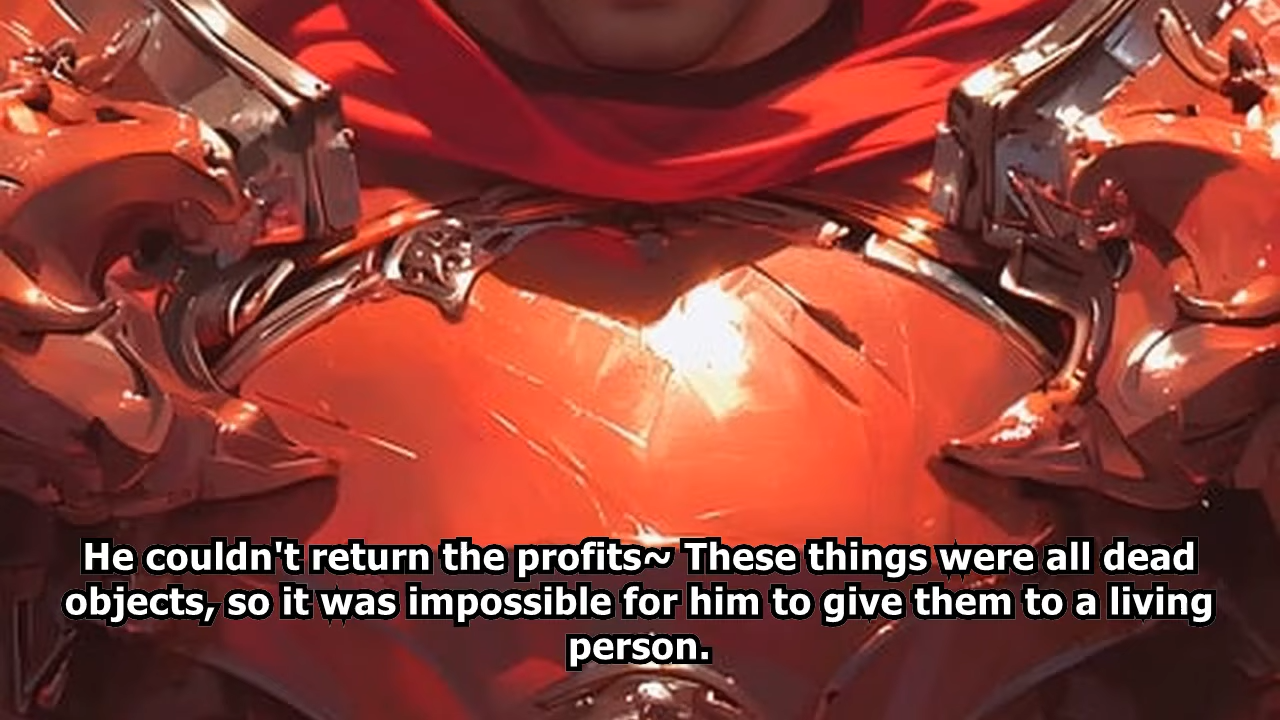 He couldn't return the profits~ These things were all dead
objects, so it was impossible for him to give them to a living
person.